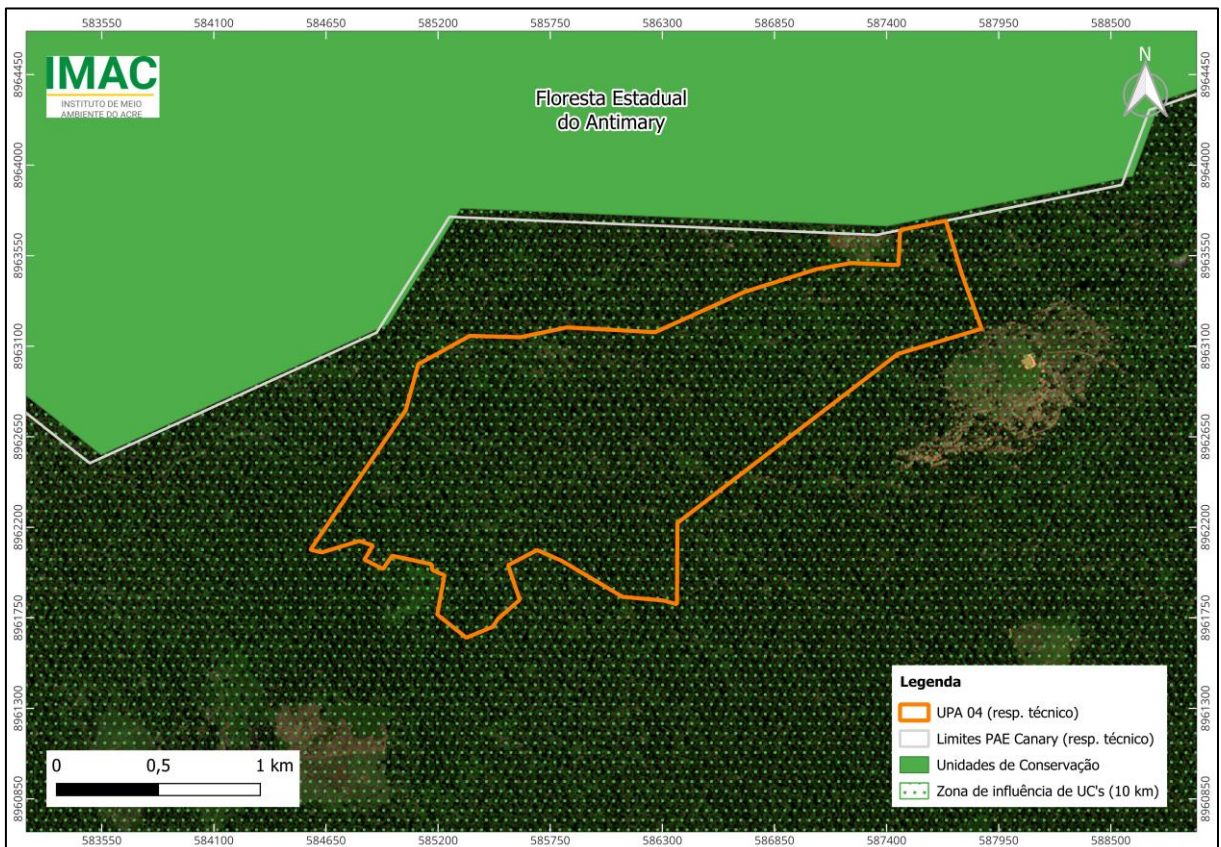 583550 584100 584650 585200 585750 586300 586850 587400 587950 588500
8964450 8964450
IMAC
INSTITUTO DE MEIO
AMBIENTE DO ACRE
N
Floresta Estadual
do Antimary
8964000 8964000
8963550 8963550
8963100 8963100
8962650 8962650
8962200 8962200
8961750 8961750
8961300 8961300
8960850 8960850
Legenda
UPA 04 (resp. técnico)
Limites PAE Canary (resp. técnico)
Unidades de Conservação
Zona de influência de UC's (10 km)
0 0,5 1 km
583550 584100 584650 585200 585750 586300 586850 587400 587950 588500